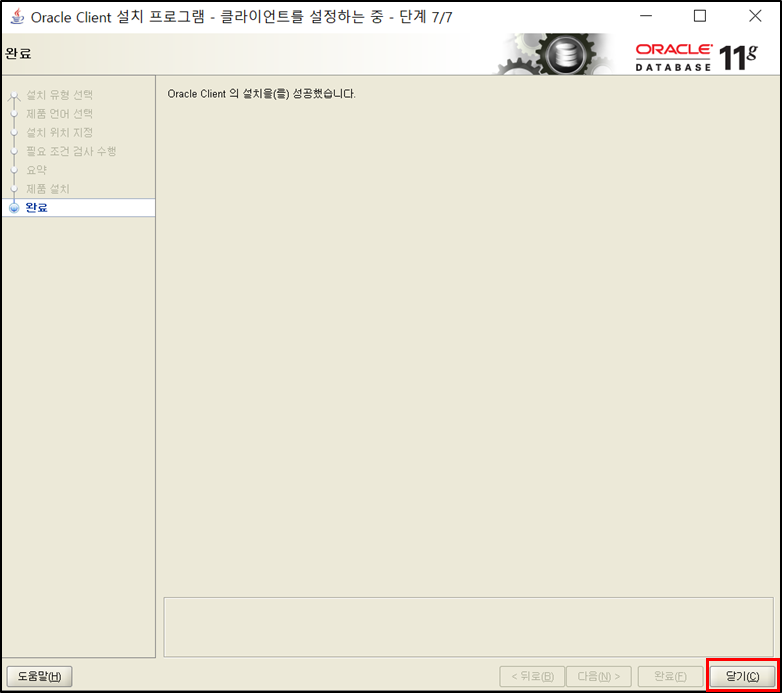 Oracle Client 설치 프로그램 - 클라이언트를 설정하는 중 - 단계 7/7
완료
ORACLE
DATABASE 11g
설치 유형 선택
제품 언어 선택
설치 위치 지정
필요 조건 검사 수행
요약
제품 설치
완료
Oracle Client 의 설치을(를) 성공했습니다.
도움말(H) < 뒤로(B) 다음(N) > 완료(F) 닫기(C)